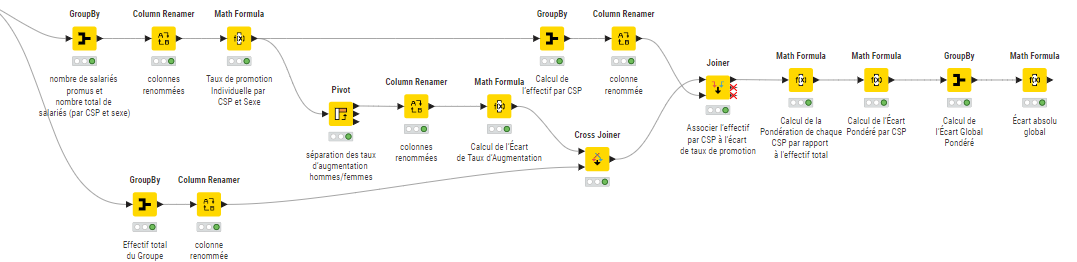 GroupBy
nombre de salariés
promus et
nombre total de
salariés (par CSP et sexe)
Column Renamer
colonnes
renommées
Math Formula
Taux de promotion
Individuelle par
CSP et Sexe
GroupBy
Calcul de
l'effectif par CSP
Column Renamer
colonne
renommée
Pivot
séparation des taux
d'augmentation
hommes/femmes
Column Renamer
colonnes
renommées
Math Formula
Calcul de l'Écart
de Taux d'Augmentation
Cross Joiner
Joiner
Associer l'effectif
par CSP à l'écart
de taux de promotion
Math Formula
Calcul de la
Pondération de chaque
CSP par rapport
à l'effectif total
Math Formula
Calcul de l'Écart
Pondéré par CSP
GroupBy
Calcul de
l'Écart Global
Pondéré
Math Formula
Écart absolu
global
GroupBy
Effectif total
du Groupe
Column Renamer
colonne
renommée